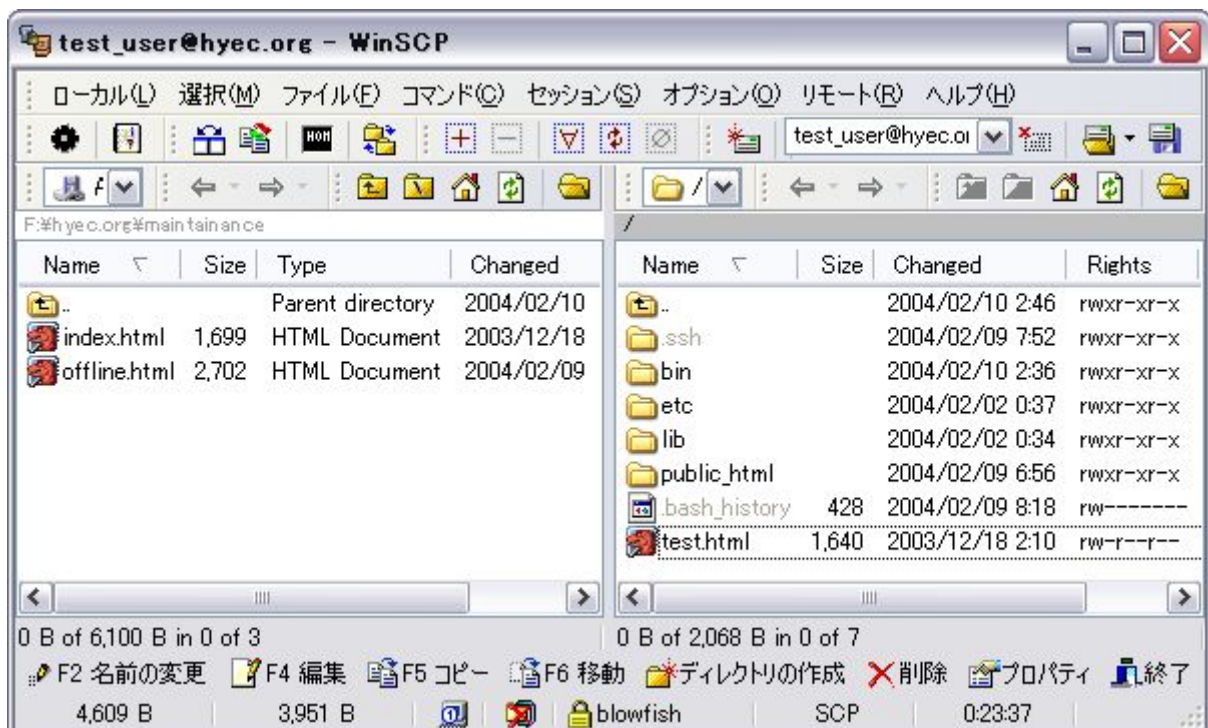 test_user@hyec.org - WinSCP
ローカル(L) 選択(M) ファイル(F) コマンド(C) セッション(S) オプション(O) リモート(R) ヘルプ(H)
test_user@hyec.or
F:¥hyec.org¥maintainance
/
Name Size Type Changed
.. Parent directory 2004/02/10
index.html 1,699 HTML Document 2003/12/18
offline.html 2,702 HTML Document 2004/02/09
0 B of 6,100 B in 0 of 3
/
Name Size Changed Rights
.. 2004/02/10 2:46 rwxr-xr-x
.ssh 2004/02/09 7:52 rwxr-xr-x
bin 2004/02/10 2:36 rwxr-xr-x
etc 2004/02/02 0:37 rwxr-xr-x
lib 2004/02/02 0:34 rwxr-xr-x
public_html 2004/02/09 6:56 rwxr-xr-x
.bash_history 428 2004/02/09 8:18 rw-------
test.html 1,640 2003/12/18 2:10 rw-r--r--
0 B of 2,068 B in 0 of 7
F2 名前の変更 F4 編集 F5 コピー F6 移動 ディレクトリの作成 削除 プロパティ 終了
4,609 B 3,951 B blowfish SCP 0:23:37